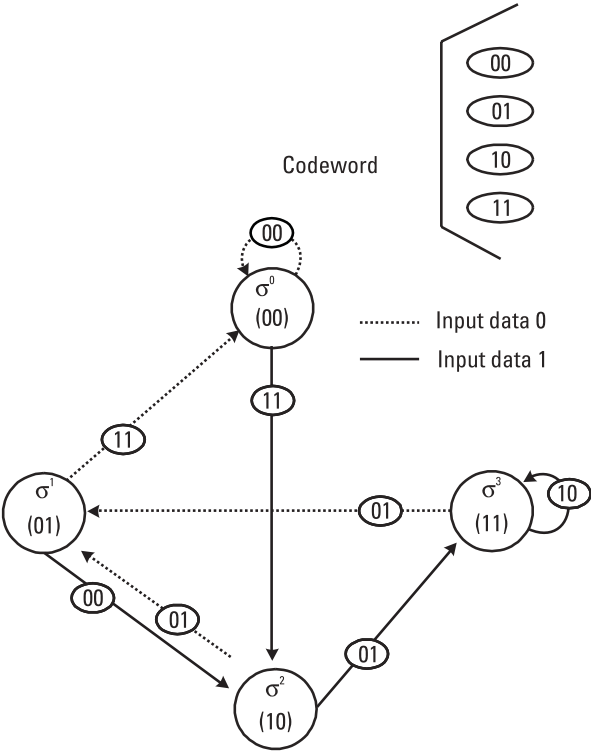 00
01
Codeword
10
11
00
σ⁰
(00)
Input data 0
Input data 1
11
11
σ¹
(01)
01
σ³
(11)
10
00
01
01
σ²
(10)